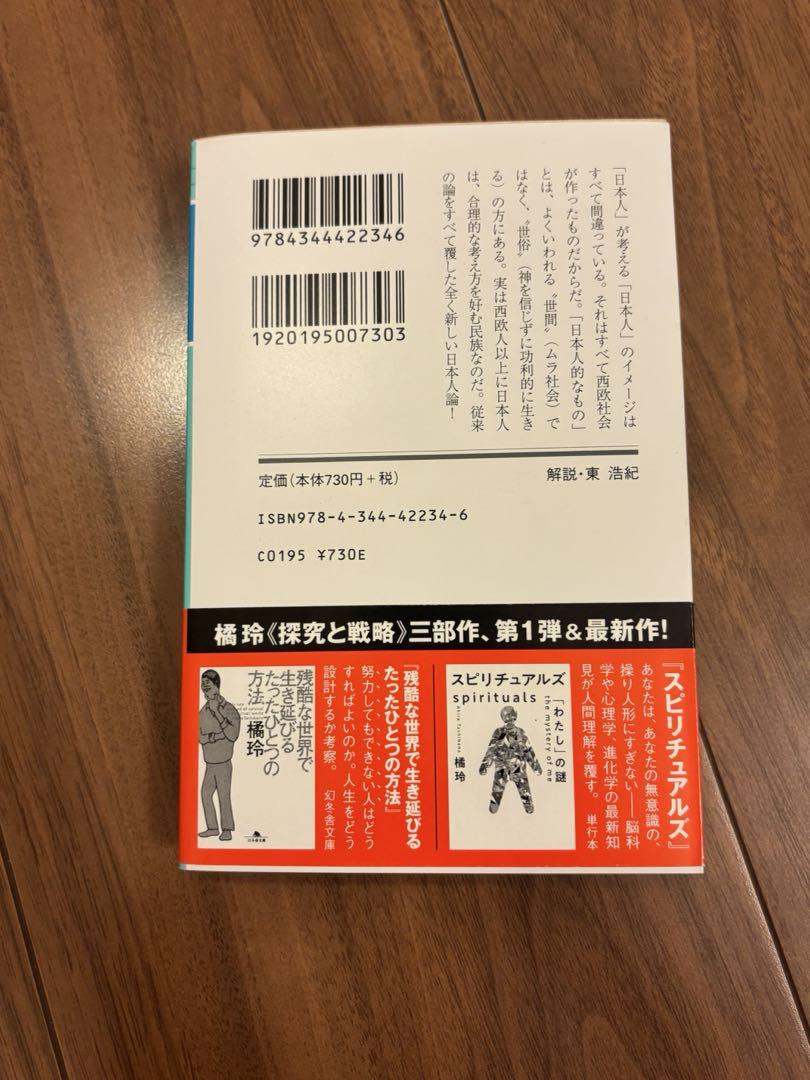 9784344422346
1920195007303
「日本人」が考える「日本人」のイメージは
すべて間違っている。それはすべて西欧社会
が作ったものだからだ。「日本人的なもの」
とは、よくいわれる〝世間〟（ムラ社会）で
はなく、〝世俗〟（神を信じずに功利的に生き
る）の方にある。実は西欧人以上に日本人
は、合理的な考え方を好む民族なのだ。従来
の論をすべて覆した全く新しい日本人論！
定価（本体730円＋税）
解説・東 浩紀
ISBN978-4-344-42234-6
C0195 ¥730E
橘 玲《探究と戦略》三部作、第1弾＆最新作！
『スピリチュアルズ』
あなたは、あなたの無意識の、
操り人形にすぎない――脳科
学や心理学、進化学の最新知
見が人間理解を覆す。 単行本
スピリチュアルズ
spirituals
「わたし」の謎
the mystery of me
Akira Tachibana
橘 玲
『残酷な世界で生き延びる
たったひとつの方法』
努力してもできない人はどう
すればよいのか。人生をどう
設計するか考察。 幻冬舎文庫
残酷な世界で
生き延びる
たったひとつの
方法
橘玲
幻冬舎文庫